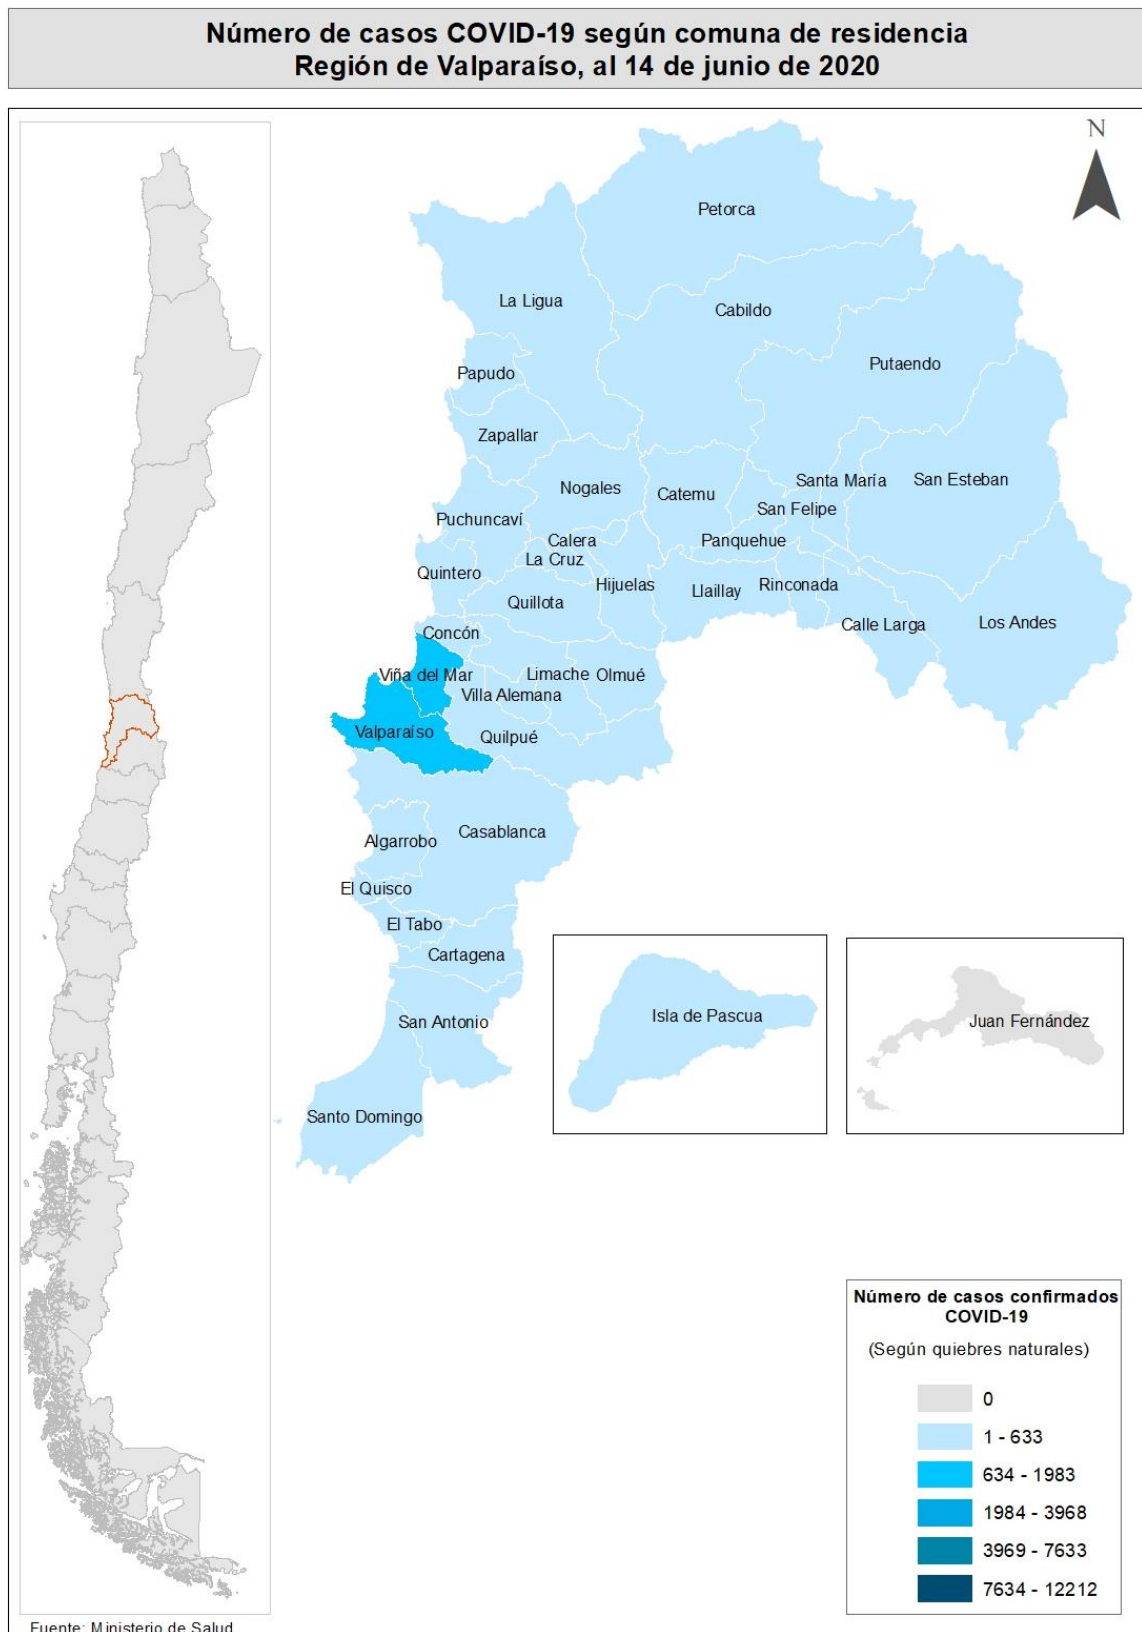 Número de casos COVID-19 según comuna de residencia
Región de Valparaíso, al 14 de junio de 2020
N
Petorca
La Ligua
Cabildo
Putaendo
Papudo
Zapallar
Nogales
Catemu
Santa María
San Esteban
San Felipe
Puchuncaví
Calera
Panquehue
La Cruz
Quintero
Hijuelas
Llaillay
Rinconada
Quillota
Calle Larga
Los Andes
Concón
Viña del Mar
Limache
Olmué
Villa Alemana
Valparaíso
Quilpué
Casablanca
Algarrobo
El Quisco
El Tabo
Cartagena
San Antonio
Isla de Pascua
Juan Fernández
Santo Domingo
Número de casos confirmados
COVID-19
(Según quiebres naturales)
0
1 - 633
634 - 1983
1984 - 3968
3969 - 7633
7634 - 12212
Fuente: Ministerio de Salud